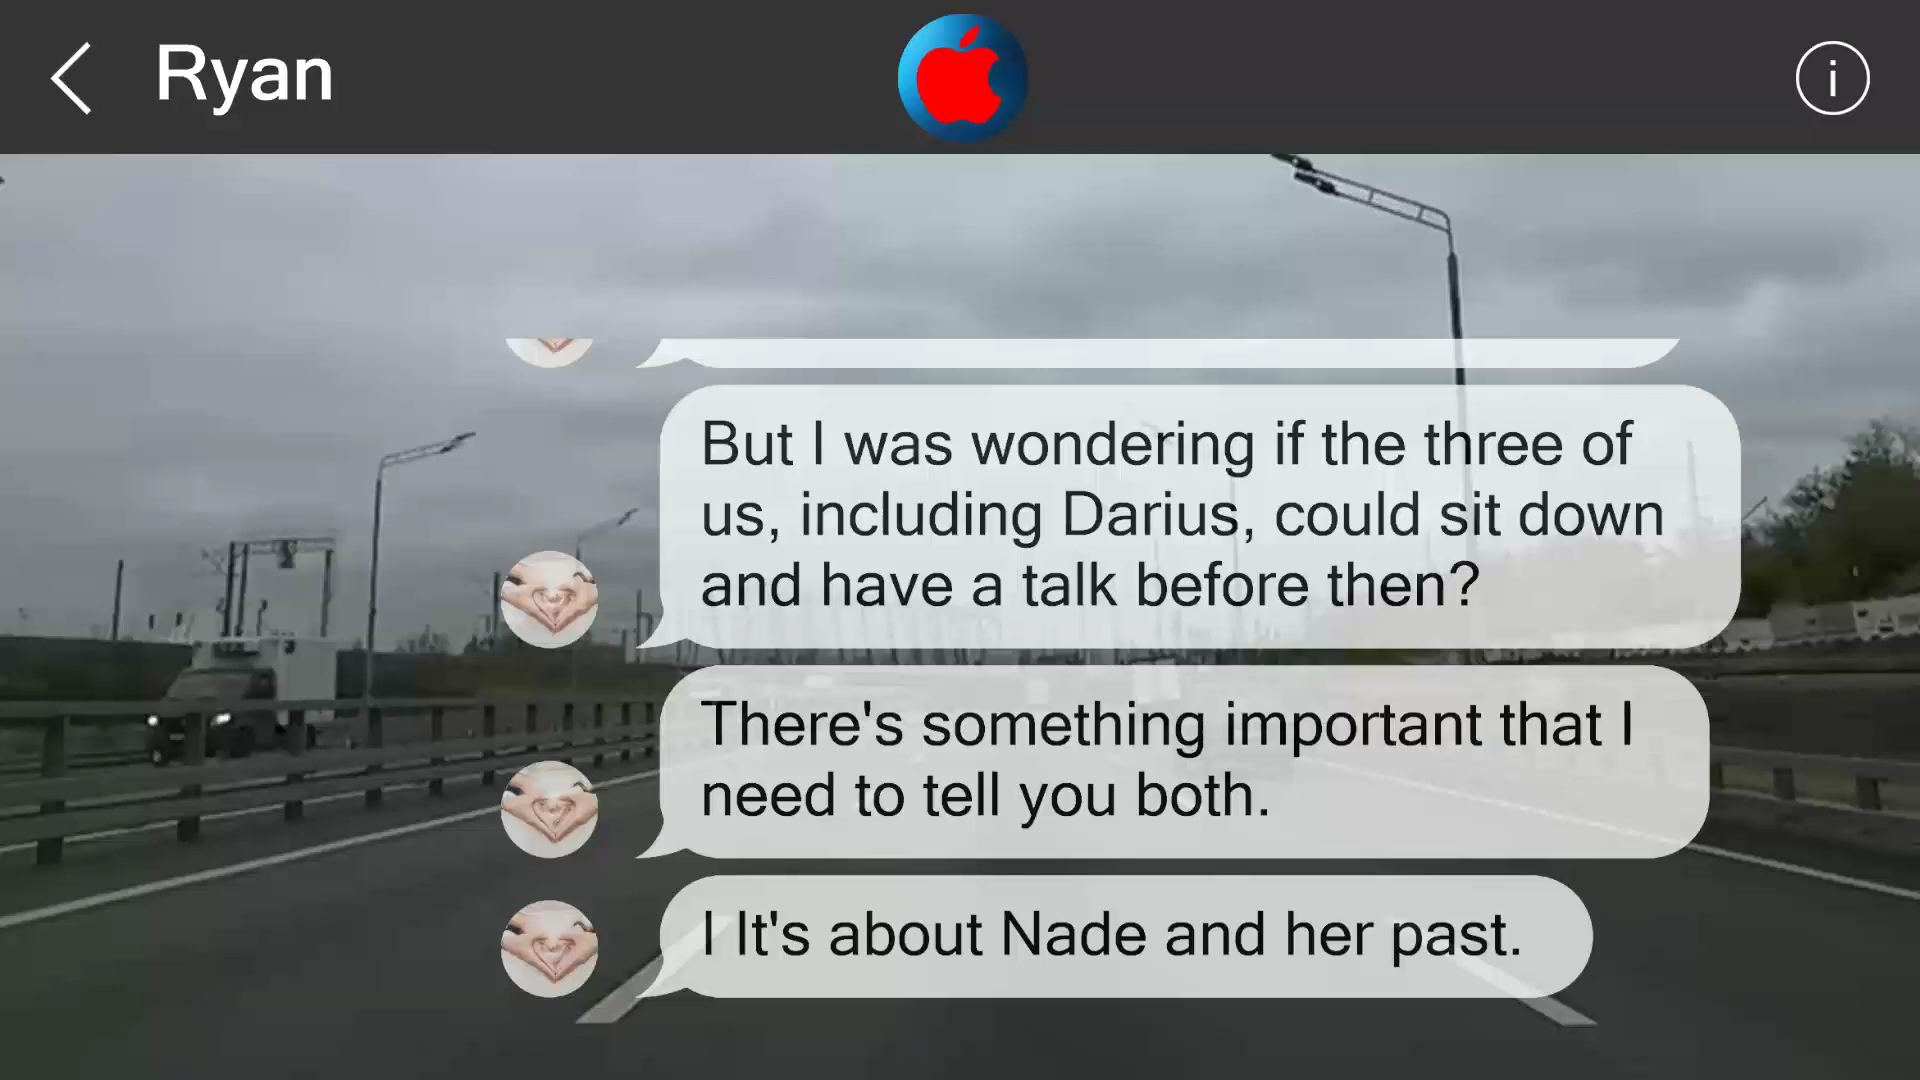 Ryan
i
But I was wondering if the three of
us, including Darius, could sit down
and have a talk before then?
There's something important that I
need to tell you both.
I It's about Nade and her past.